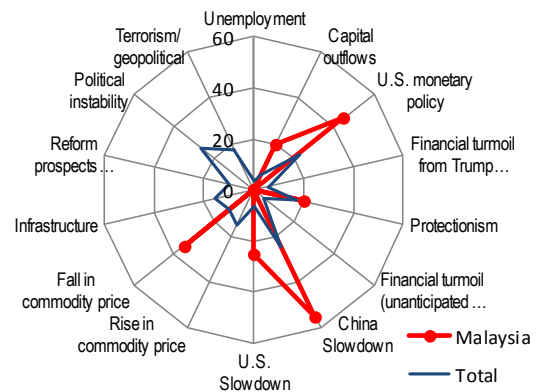 Unemployment
Capital
outflows
U.S. monetary
policy
Financial turmoil
from Trump…
Protectionism
Financial turmoil
(unanticipated …
China
Slowdown
U.S.
Slowdown
Rise in
commodity price
Fall in
commodity price
Infrastructure
Reform
prospects…
Political
instability
Terrorism/
geopolitical
60
40
20
0
Malaysia
Total